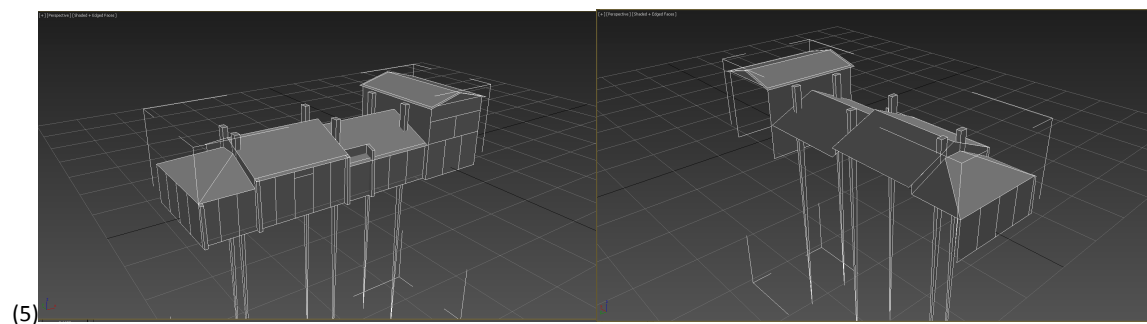 [+] [Perspective] [Shaded + Edged Faces]
[+] [Perspective] [Shaded + Edged Faces]
(5)